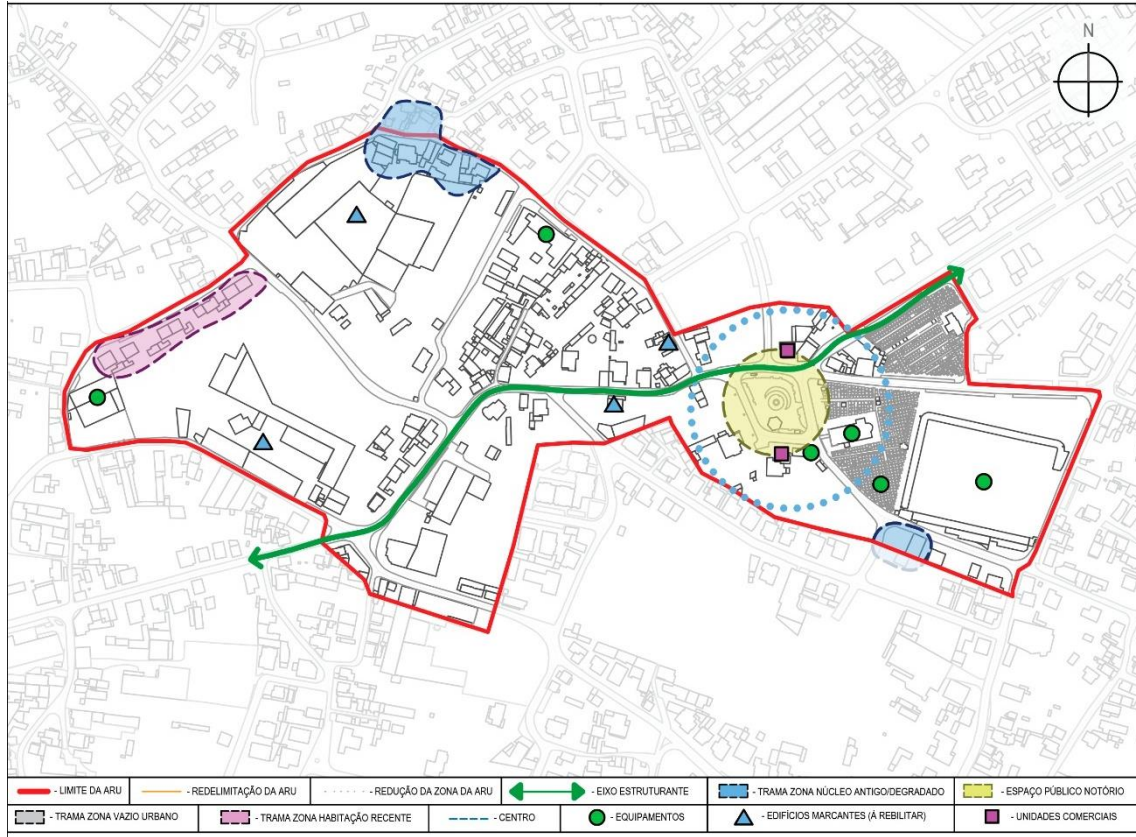 N
- LIMITE DA ARU
- REDELIMITAÇÃO DA ARU
- REDUÇÃO DA ZONA DA ARU
- EIXO ESTRUTURANTE
- TRAMA ZONA NÚCLEO ANTIGO/DEGRADADO
- ESPAÇO PÚBLICO NOTÓRIO
- TRAMA ZONA VAZIO URBANO
- TRAMA ZONA HABITAÇÃO RECENTE
- CENTRO
- EQUIPAMENTOS
- EDIFÍCIOS MARCANTES (Á REBILITAR)
- UNIDADES COMERCIAIS